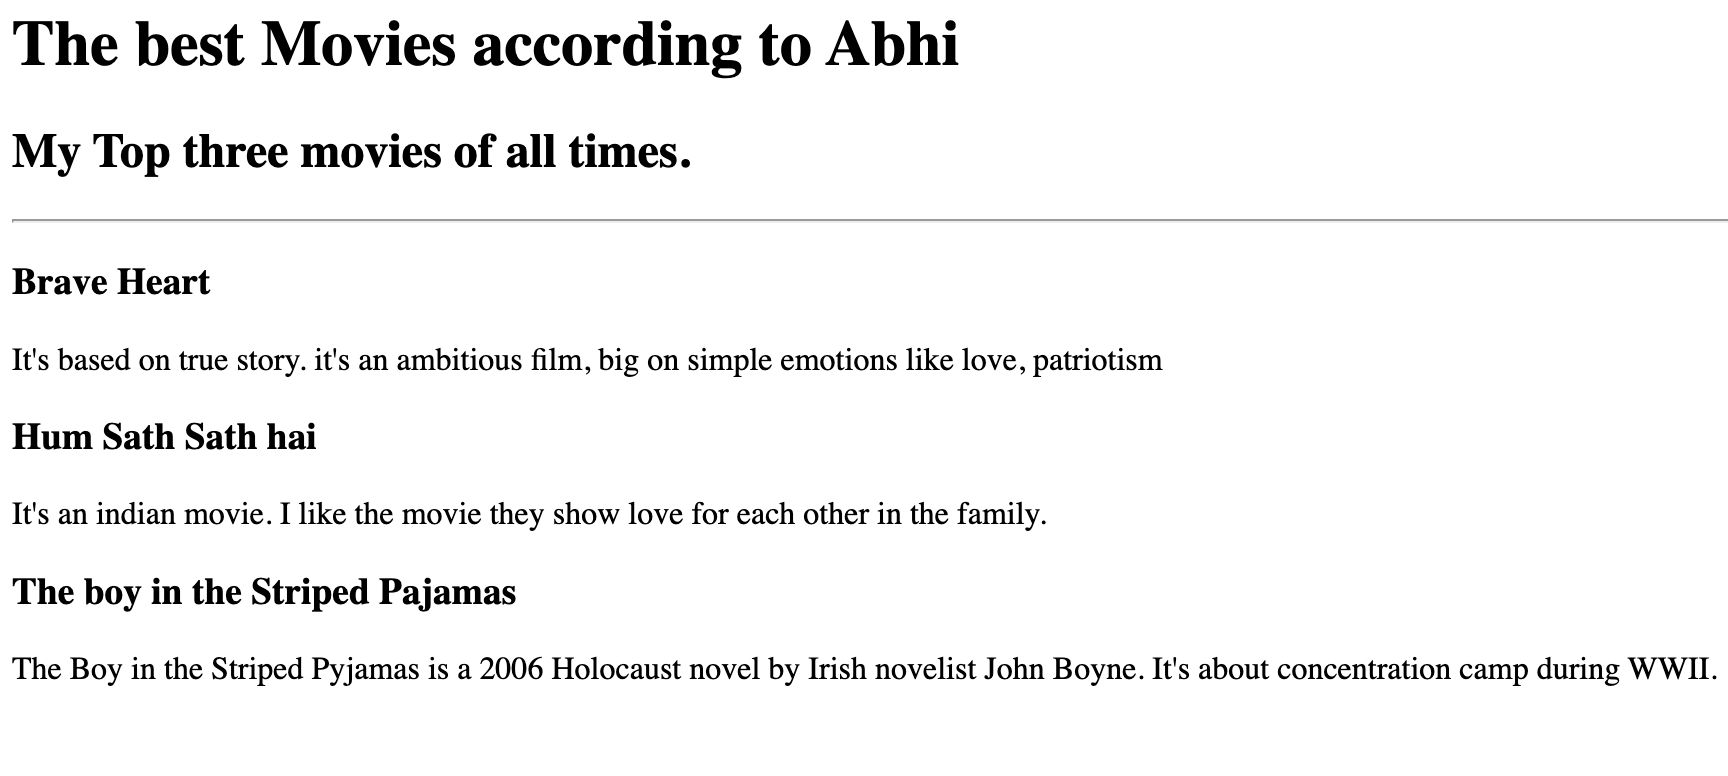 The best Movies according to Abhi
My Top three movies of all times.
Brave Heart
It's based on true story. it's an ambitious film, big on simple emotions like love, patriotism
Hum Sath Sath hai
It's an indian movie. I like the movie they show love for each other in the family.
The boy in the Striped Pajamas
The Boy in the Striped Pyjamas is a 2006 Holocaust novel by Irish novelist John Boyne. It's about concentration camp during WWII.